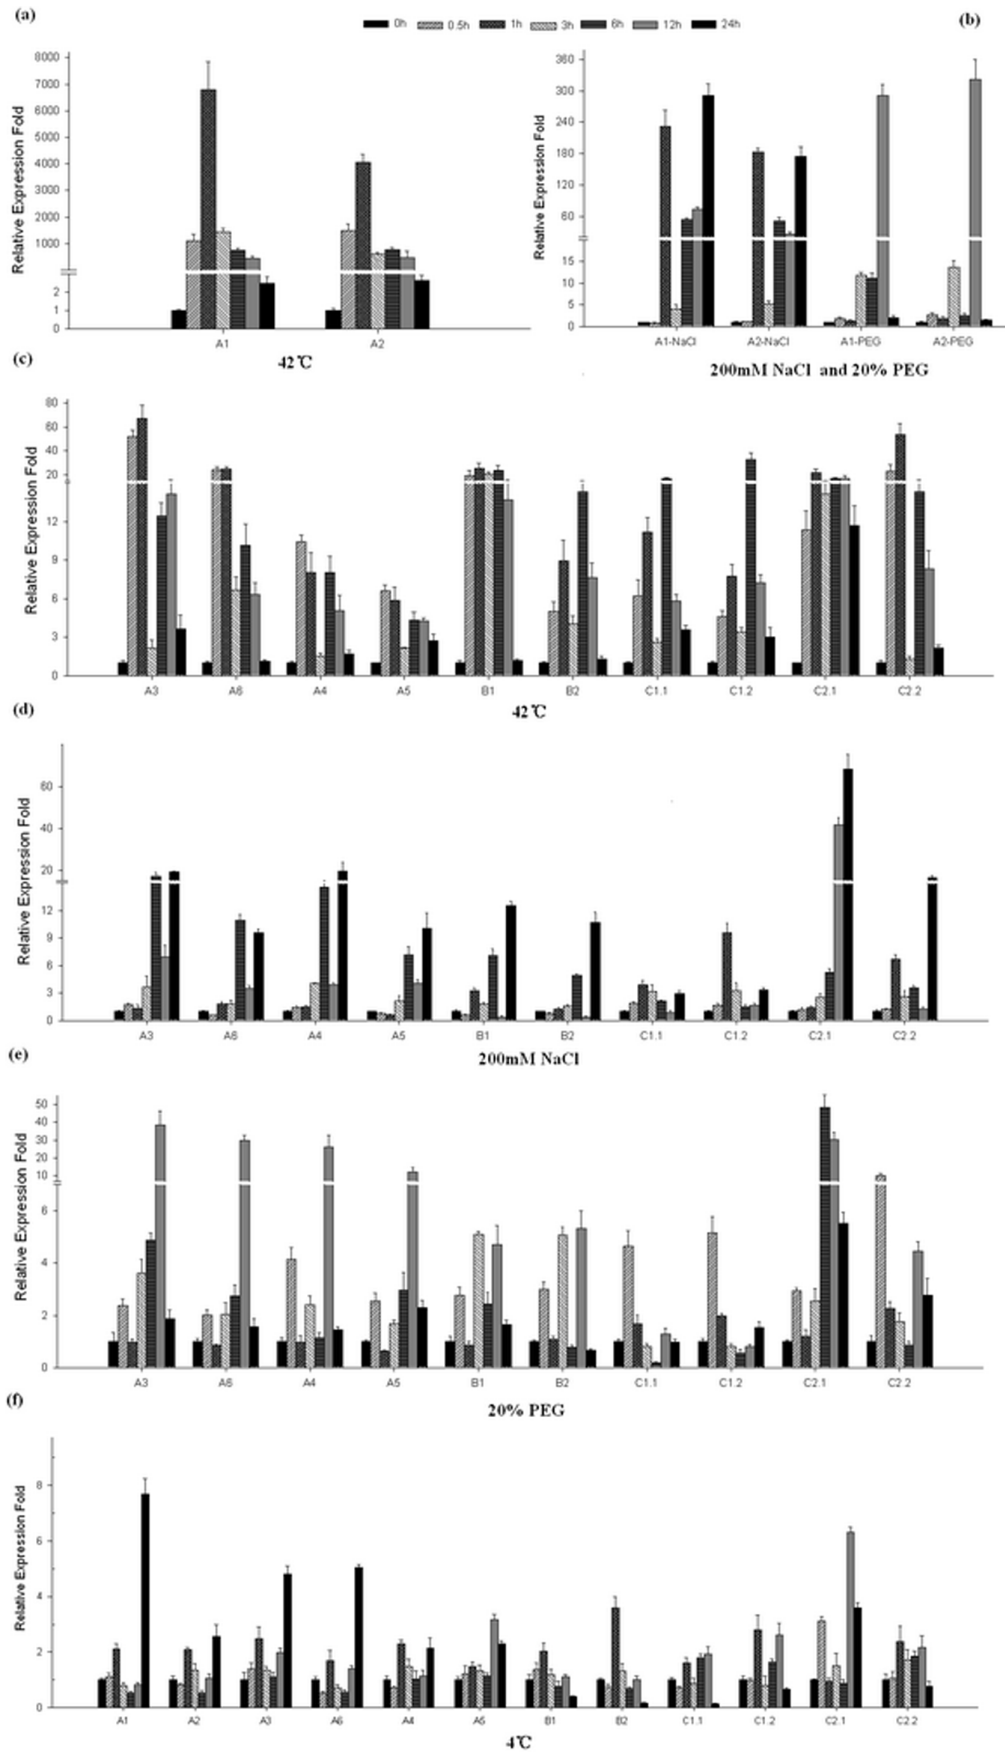 (a)
0h 0.5h 1h 3h 6h 12h 24h
(b)
Relative Expression Fold
8000
7000
6000
5000
4000
3000
2000
1000
2
1
0
A1 A2
42℃
Relative Expression Fold
360
300
240
180
120
60
15
10
5
0
A1-NaCl A2-NaCl A1-PEG A2-PEG
200mM NaCl and 20% PEG
(c)
Relative Expression Fold
80
60
40
20
12
9
6
3
0
A3 A6 A4 A5 B1 B2 C1.1 C1.2 C2.1 C2.2
42℃
(d)
Relative Expression Fold
60
40
20
12
9
6
3
0
A3 A6 A4 A5 B1 B2 C1.1 C1.2 C2.1 C2.2
200mM NaCl
(e)
Relative Expression Fold
50
40
30
20
10
6
4
2
0
A3 A6 A4 A5 B1 B2 C1.1 C1.2 C2.1 C2.2
20% PEG
(f)
Relative Expression Fold
8
6
4
2
0
A1 A2 A3 A6 A4 A5 B1 B2 C1.1 C1.2 C2.1 C2.2
4℃